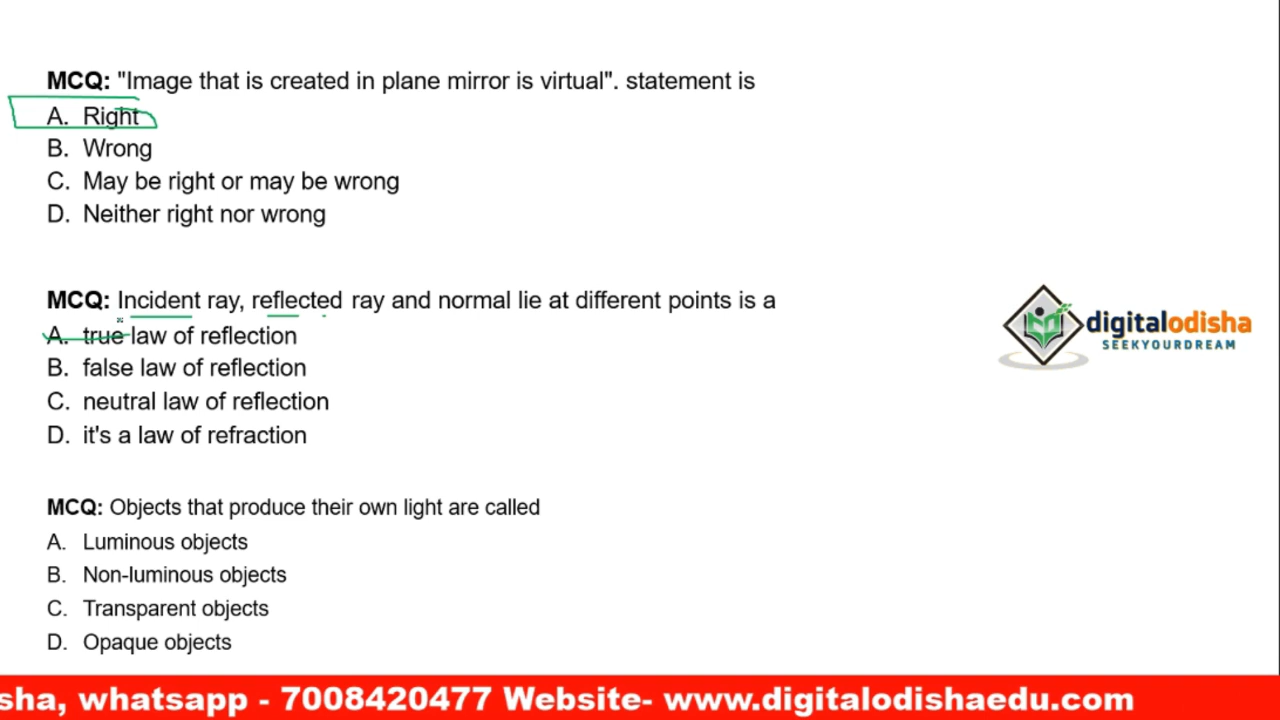 MCQ: "Image that is created in plane mirror is virtual". statement is
A. Right
B. Wrong
C. May be right or may be wrong
D. Neither right nor wrong
MCQ: Incident ray, reflected ray and normal lie at different points is a
A. true law of reflection
B. false law of reflection
C. neutral law of reflection
D. it's a law of refraction
digitalodisha
SEEKYOURDREAM
MCQ: Objects that produce their own light are called
A. Luminous objects
B. Non-luminous objects
C. Transparent objects
D. Opaque objects
sha, whatsapp - 7008420477 Website- www.digitalodishaedu.com